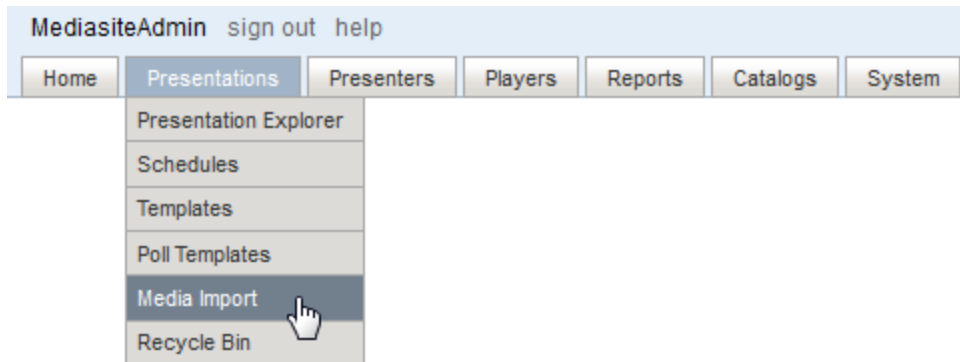 MediasiteAdmin sign out help
Home Presentations Presenters Players Reports Catalogs System
Presentation Explorer
Schedules
Templates
Poll Templates
Media Import
Recycle Bin